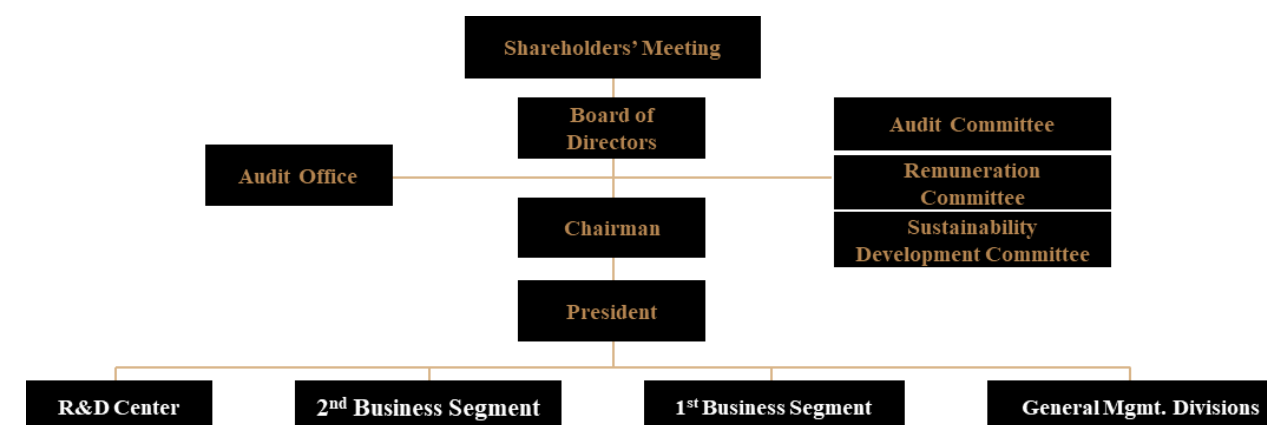 Shareholders’ Meeting
Board of
Directors
Audit Committee
Audit Office
Remuneration
Committee
Chairman
Sustainability
Development Committee
President
R&D Center
2nd Business Segment
1st Business Segment
General Mgmt. Divisions